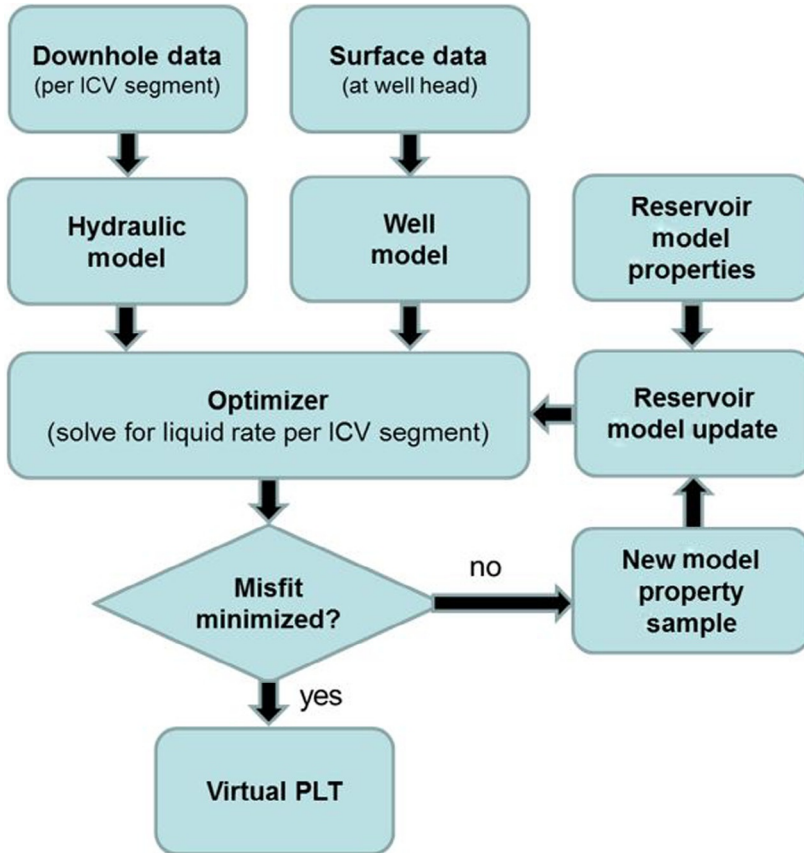 Downhole data
(per ICV segment)
Surface data
(at well head)
Hydraulic
model
Well
model
Reservoir
model
properties
Optimizer
(solve for liquid rate per ICV segment)
Reservoir
model update
Misfit
minimized?
no
New model
property
sample
yes
Virtual PLT